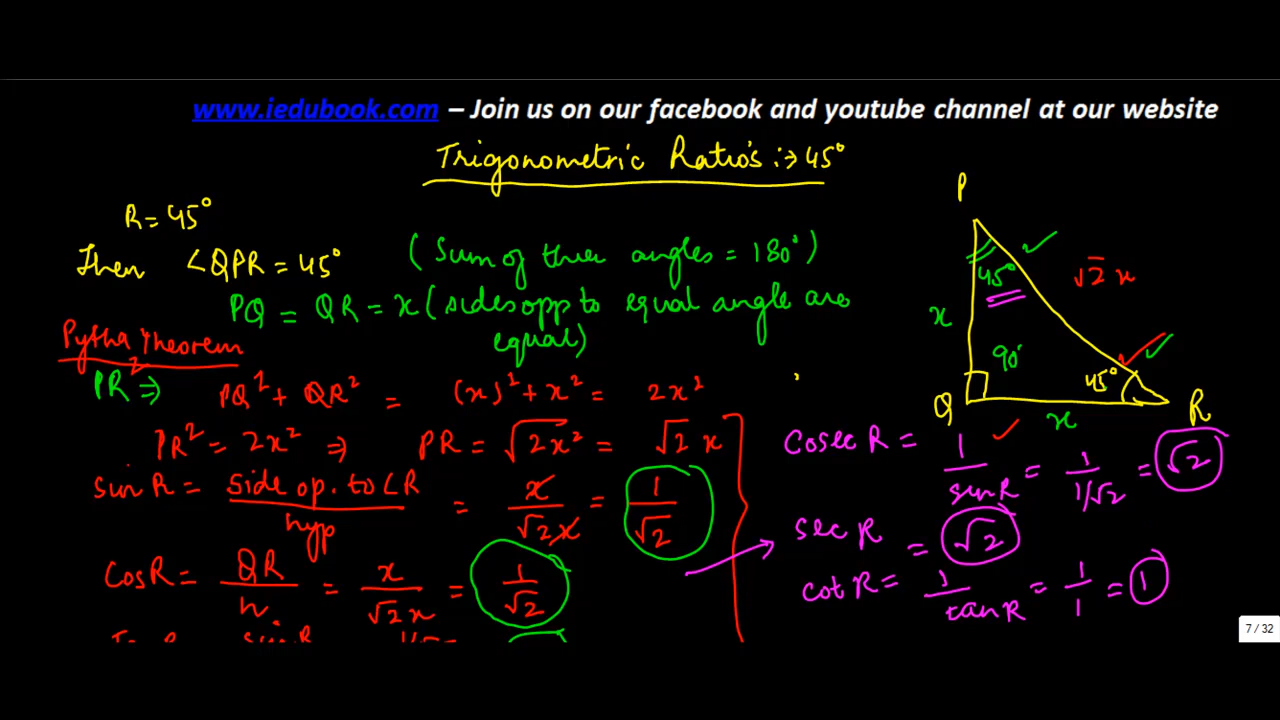 www.iedubook.com – Join us on our facebook and youtube channel at our website
Trigonometric Ratio's :→ 45°
R = 45°
Then ∠QPR = 45° (Sum of three angles = 180°)
PQ = QR = x (sides opp to equal angle are
equal)
Pytha Theorem
PR² ⇒ PQ² + QR² = (x)² + x² = 2x²
PR² = 2x² ⇒ PR = √2x² = √2 x
sin R = Side op. to ∠R / hyp = x / √2x = 1 / √2
Cos R = QR / h = x / √2x = 1 / √2
P
45°
√2 x
x
90°
45°
Q
x
R
Cosec R = 1 / sin R = 1 / 1/√2 = √2
sec R = √2
cot R = 1 / tan R = 1 / 1 = 1
7 / 32